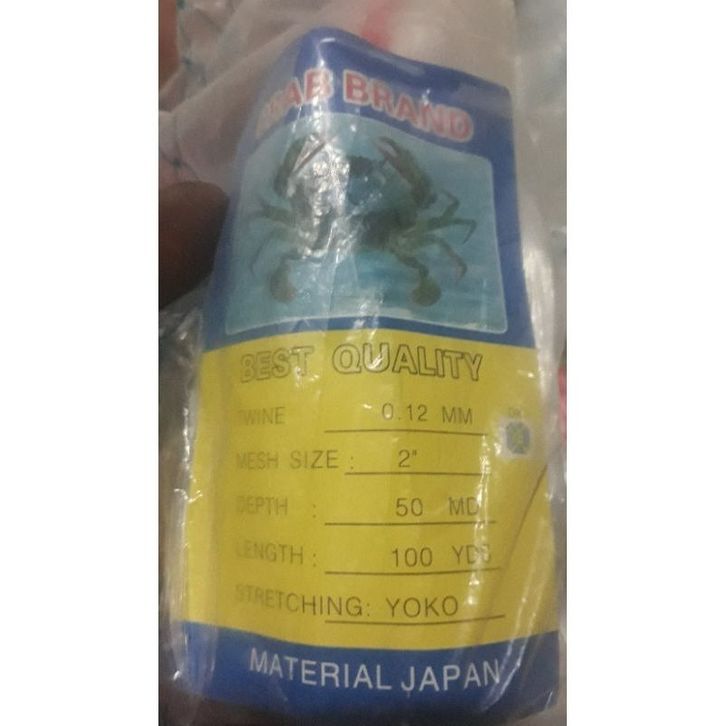 CRAB BRAND
BEST QUALITY
TWINE 0.12 MM
MESH SIZE : 2"
DEPTH : 50 MD
LENGTH : 100 YDS
STRETCHING: YOKO
MATERIAL JAPAN